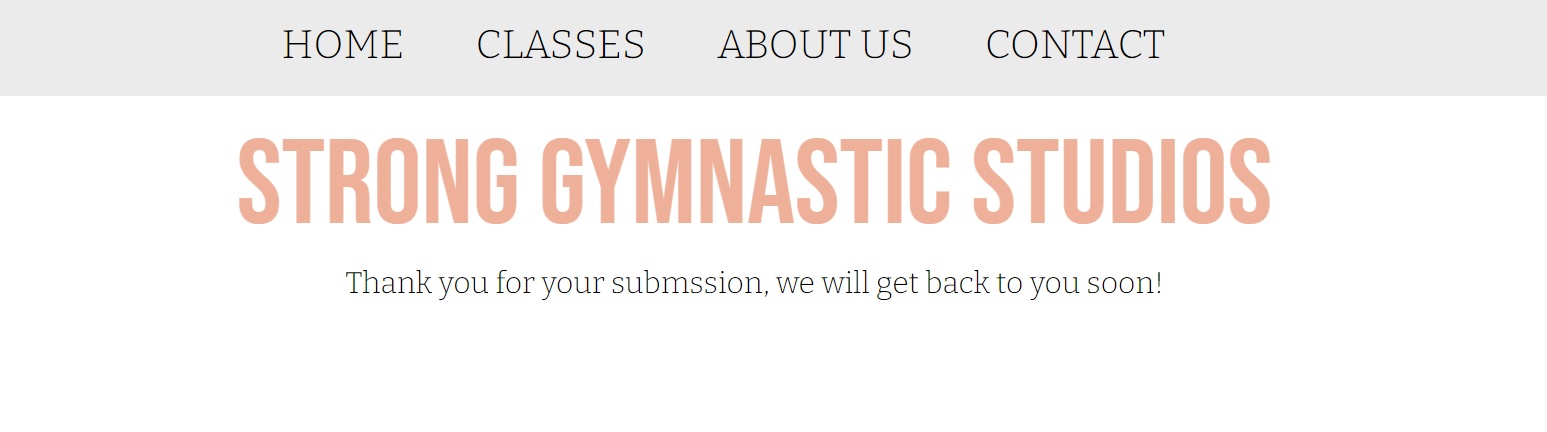 HOME CLASSES ABOUT US CONTACT
STRONG GYMNASTIC STUDIOS
Thank you for your submssion, we will get back to you soon!